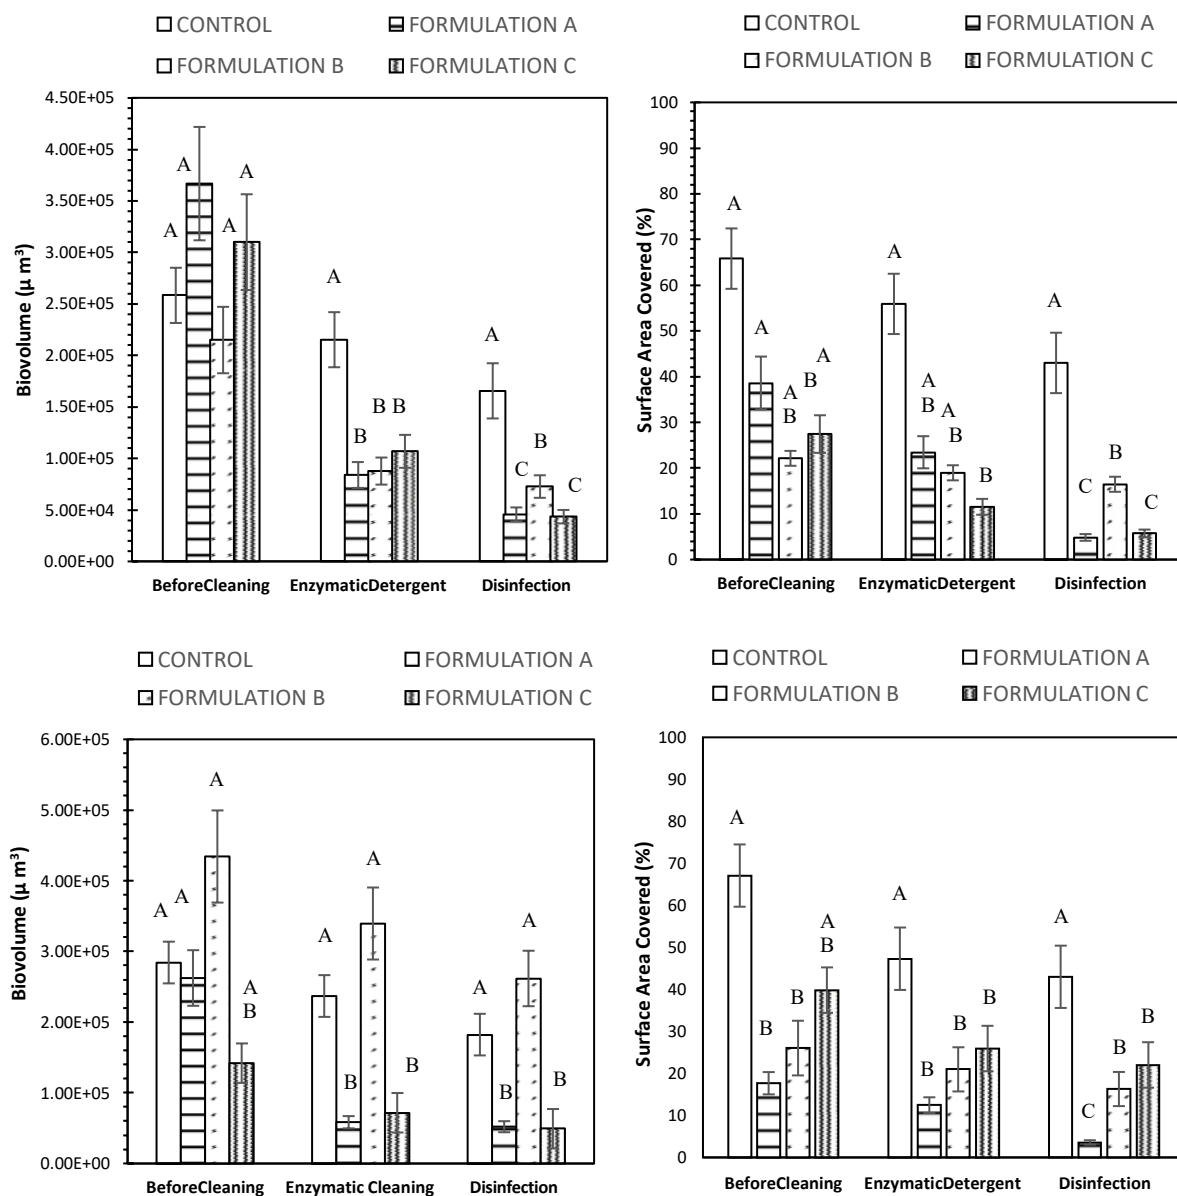 CONTROL FORMULATION A
FORMULATION B FORMULATION C
4.50E+05
4.00E+05
3.50E+05
3.00E+05
2.50E+05
2.00E+05
1.50E+05
1.00E+05
5.00E+04
0.00E+00
Biovolume (µ m³)
A A A A
A B B B
A C B C
BeforeCleaning EnzymaticDetergent Disinfection
CONTROL FORMULATION A
FORMULATION B FORMULATION C
100
90
80
70
60
50
40
30
20
10
0
Surface Area Covered (%)
A A A B B A
A A B A B B
A C B C
BeforeCleaning EnzymaticDetergent Disinfection
CONTROL FORMULATION A
FORMULATION B FORMULATION C
6.00E+05
5.00E+05
4.00E+05
3.00E+05
2.00E+05
1.00E+05
0.00E+00
Biovolume (µ m³)
A A A A B
A B A B
A B A B
BeforeCleaning Enzymatic Cleaning Disinfection
CONTROL FORMULATION A
FORMULATION B FORMULATION C
100
90
80
70
60
50
40
30
20
10
0
Surface Area Covered (%)
A B B A B
A B B B
A C B B
BeforeCleaning EnzymaticDetergent Disinfection